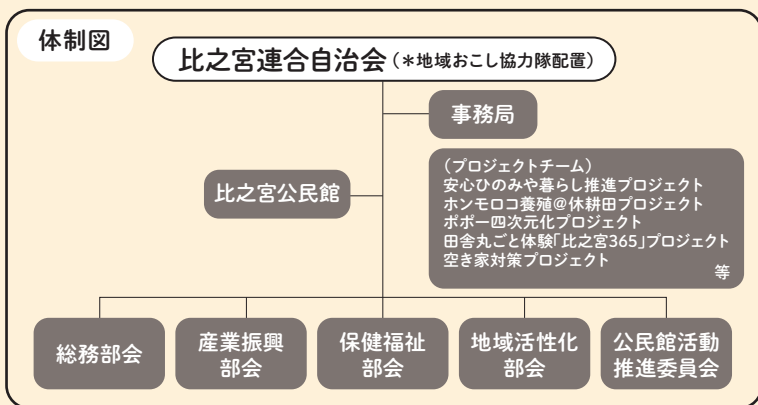 体制図
比之宮連合自治会(*地域おこし協力隊配置)
事務局
比之宮公民館
(プロジェクトチーム)
安心ひのみや暮らし推進プロジェクト
ホンモロコ養殖@休耕田プロジェクト
ポポー四次元化プロジェクト
田舎丸ごと体験「比之宮365」プロジェクト
空き家対策プロジェクト
等
総務部会
産業振興
部会
保健福祉
部会
地域活性化
部会
公民館活動
推進委員会